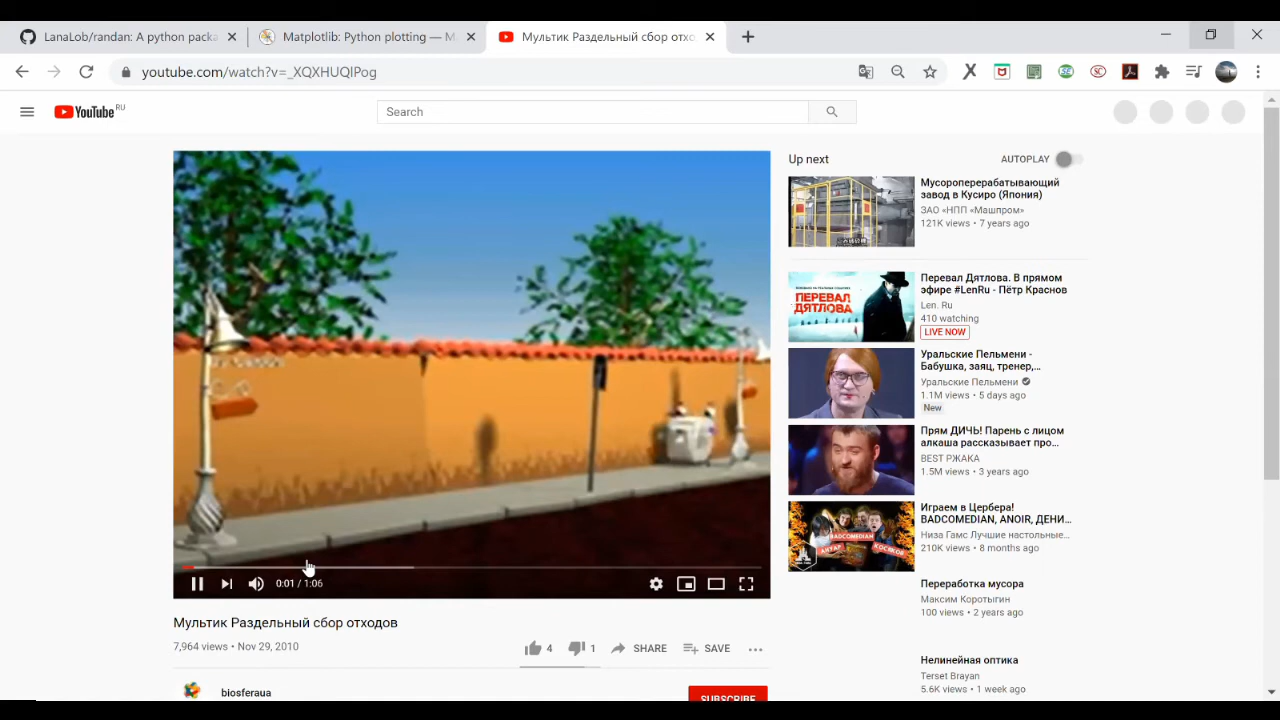 LanaLob/randan: A python packa
Matplotlib: Python plotting — M
Мультик Раздельный сбор отхо
youtube.com/watch?v=_XQXHUQIPog
YouTube RU
Search
Up next
AUTOPLAY
Мусороперерабатывающий
завод в Кусиро (Япония)
ЗАО «НПП «Машпром»
121K views • 7 years ago
Перевал Дятлова. В прямом
эфире #LenRu - Пётр Краснов
Len. Ru
410 watching
LIVE NOW
ПЕРЕВАЛ
ДЯТЛОВА
Уральские Пельмени -
Бабушка, заяц, тренер,...
Уральские Пельмени
1.1M views • 5 days ago
New
Прям ДИЧЬ! Парень с лицом
алкаша рассказывает про...
BEST РЖАКА
1.5M views • 3 years ago
Играем в Цербера!
BADCOMEDIAN, ANOIR, ДЕНИ...
Низа Гамс Лучшие настольные...
210K views • 8 months ago
BADCOMEDIAN
АНТАР
КОСЯКОВ
Переработка мусора
Максим Коротыгин
100 views • 2 years ago
Нелинейная оптика
Terset Brayan
5.6K views • 1 week ago
0:01 / 1:06
Мультик Раздельный сбор отходов
7,964 views • Nov 29, 2010
4
1
SHARE
SAVE
biosferaua
SUBSCRIBE